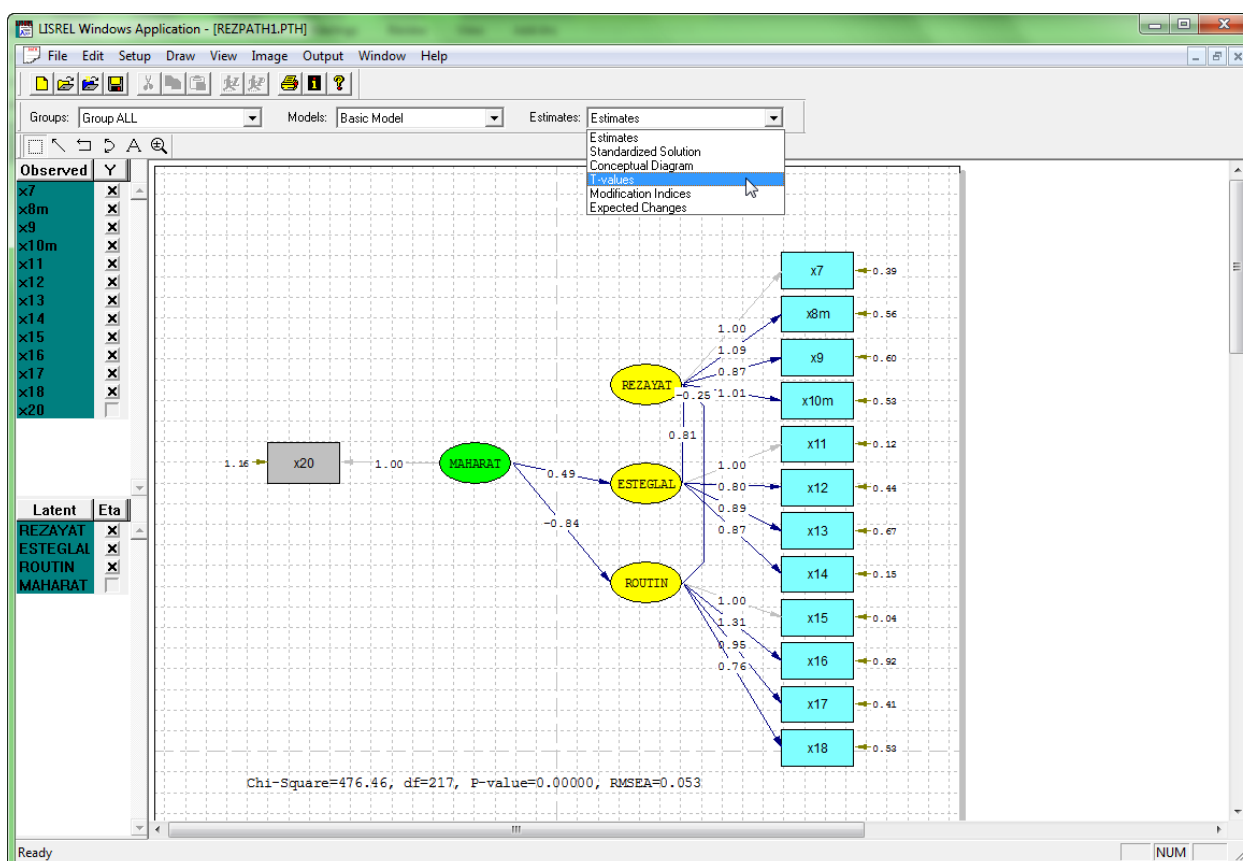 LISREL Windows Application - [REZPATH1.PTH]
File Edit Setup Draw View Image Output Window Help
Groups: Group ALL Models: Basic Model Estimates: Estimates
Estimates
Standardized Solution
Conceptual Diagram
T-values
Modification Indices
Expected Changes
Observed Y
x7
x8m
x9
x10m
x11
x12
x13
x14
x15
x16
x17
x18
x20
Latent Eta
REZAYAT
ESTEGLAL
ROUTIN
MAHARAT
x7 0.39
x8m 0.56
1.00
1.09
x9 0.60
0.87
REZAYAT
-0.25 1.01
x10m 0.53
0.81
x11 0.12
1.16 x20 1.00 MAHARAT
1.00
0.49
ESTEGLAL
0.80
x12 0.44
0.89
-0.84
0.87
x13 0.67
x14 0.15
ROUTIN
1.00
x15 0.04
1.31
0.95
x16 0.92
0.76
x17 0.41
x18 0.53
Chi-Square=476.46, df=217, P-value=0.00000, RMSEA=0.053
Ready NUM